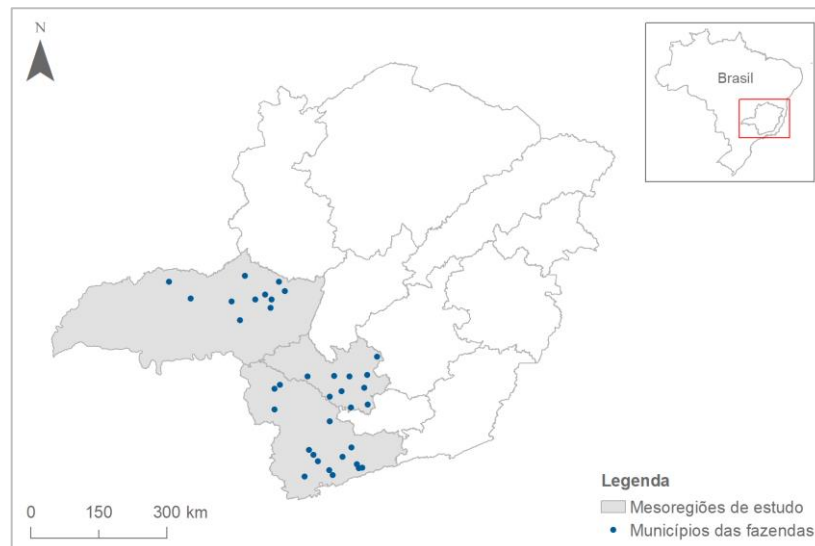 N
Brasil
Legenda
Mesoregiões de estudo
Municípios das fazendas
0 150 300 km